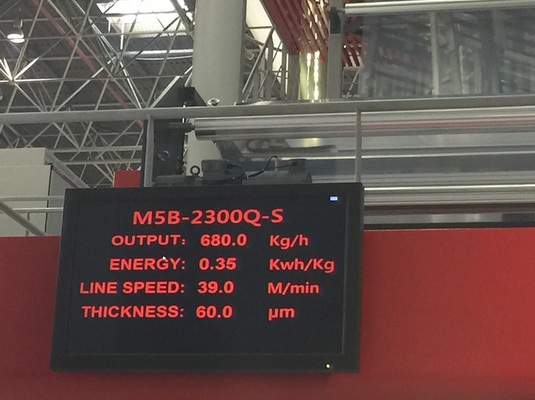 M5B-2300Q-S
OUTPUT: 680.0 Kg/h
ENERGY: 0.35 Kwh/Kg
LINE SPEED: 39.0 M/min
THICKNESS: 60.0 µm